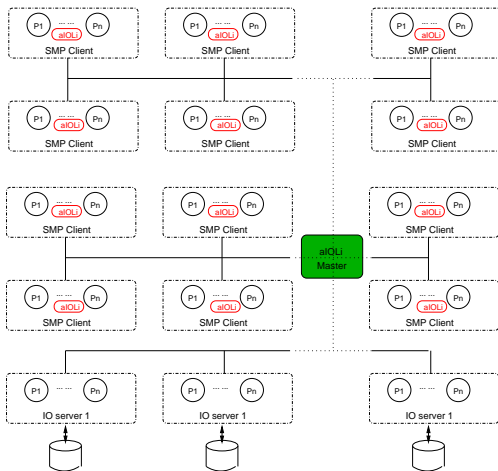 P1 ... ... Pn P1 ... ... Pn P1 ... ... Pn
aIOLi aIOLi aIOLi
SMP Client SMP Client SMP Client
P1 ... ... Pn P1 ... ... Pn P1 ... ... Pn
aIOLi aIOLi aIOLi
SMP Client SMP Client SMP Client
P1 ... ... Pn P1 ... ... Pn P1 ... ... Pn
aIOLi aIOLi aIOLi
SMP Client SMP Client SMP Client
aIOLi
Master
P1 ... ... Pn P1 ... ... Pn P1 ... ... Pn
aIOLi aIOLi aIOLi
SMP Client SMP Client SMP Client
P1 ... ... Pn P1 ... ... Pn P1 ... ... Pn
IO server 1 IO server 1 IO server 1